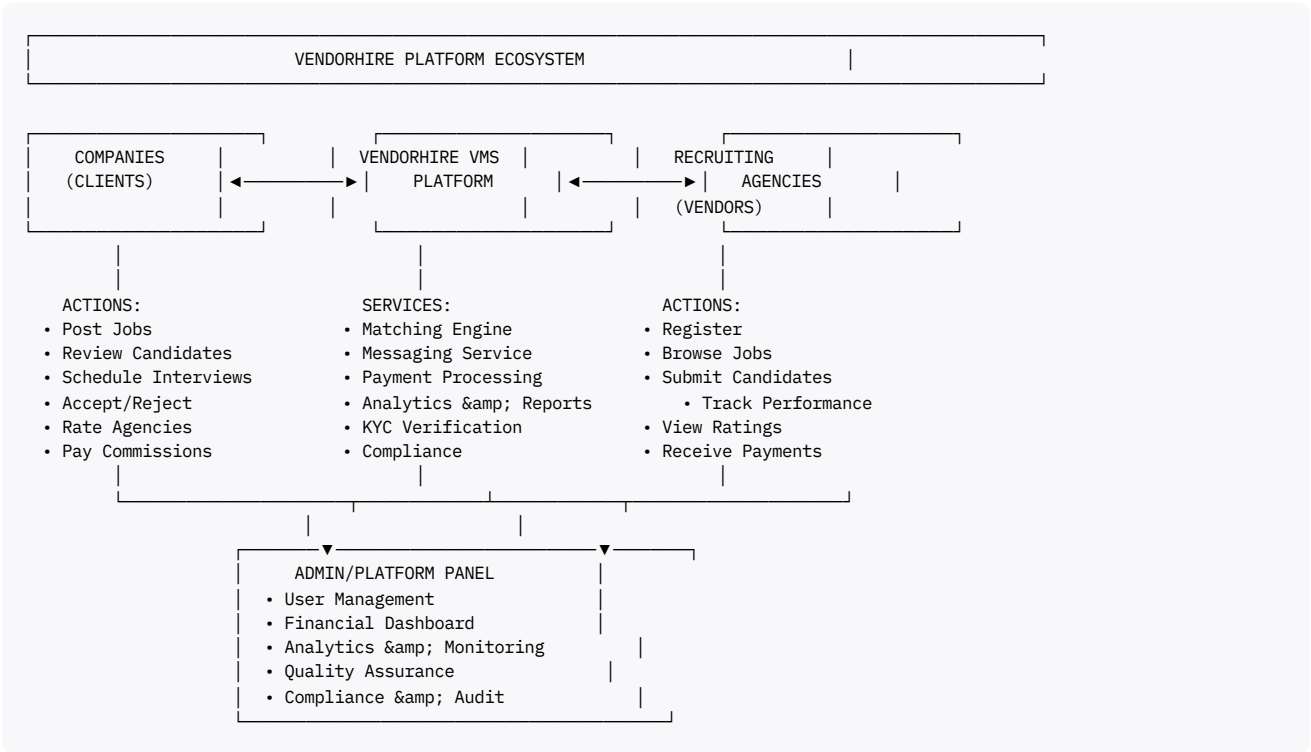 VENDORHIRE PLATFORM ECOSYSTEM
COMPANIES VENDORHIRE VMS RECRUITING
(CLIENTS) PLATFORM AGENCIES
(VENDORS)
ACTIONS: SERVICES: ACTIONS:
• Post Jobs • Matching Engine • Register
• Review Candidates • Messaging Service • Browse Jobs
• Schedule Interviews • Payment Processing • Submit Candidates
• Accept/Reject • Analytics &amp; Reports • Track Performance
• Rate Agencies • KYC Verification • View Ratings
• Pay Commissions • Compliance • Receive Payments
ADMIN/PLATFORM PANEL
• User Management
• Financial Dashboard
• Analytics &amp; Monitoring
• Quality Assurance
• Compliance &amp; Audit